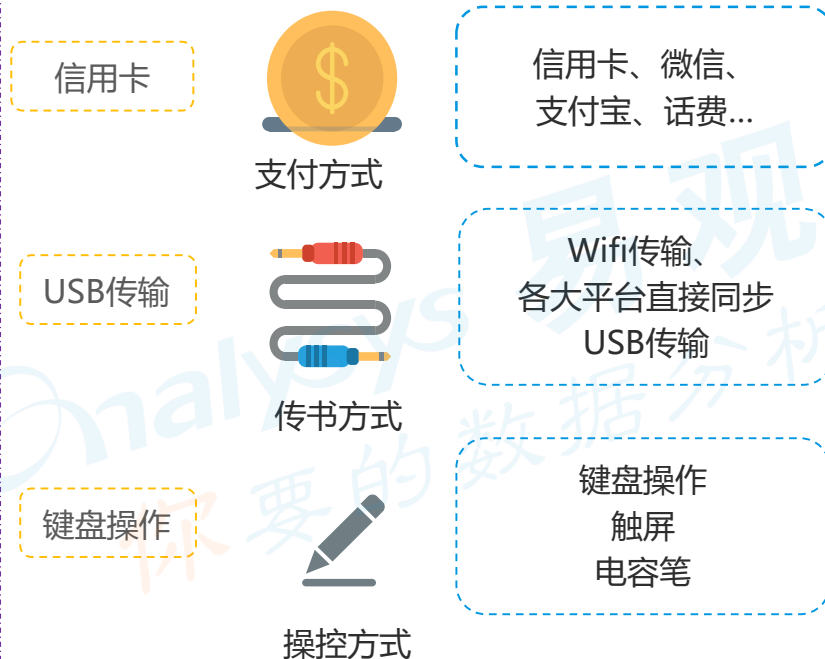 信用卡
支付方式
信用卡、微信、
支付宝、话费...
USB传输
传书方式
Wifi传输、
各大平台直接同步
USB传输
键盘操作
操控方式
键盘操作
触屏
电容笔
nalysys 易观
你要的数据分析